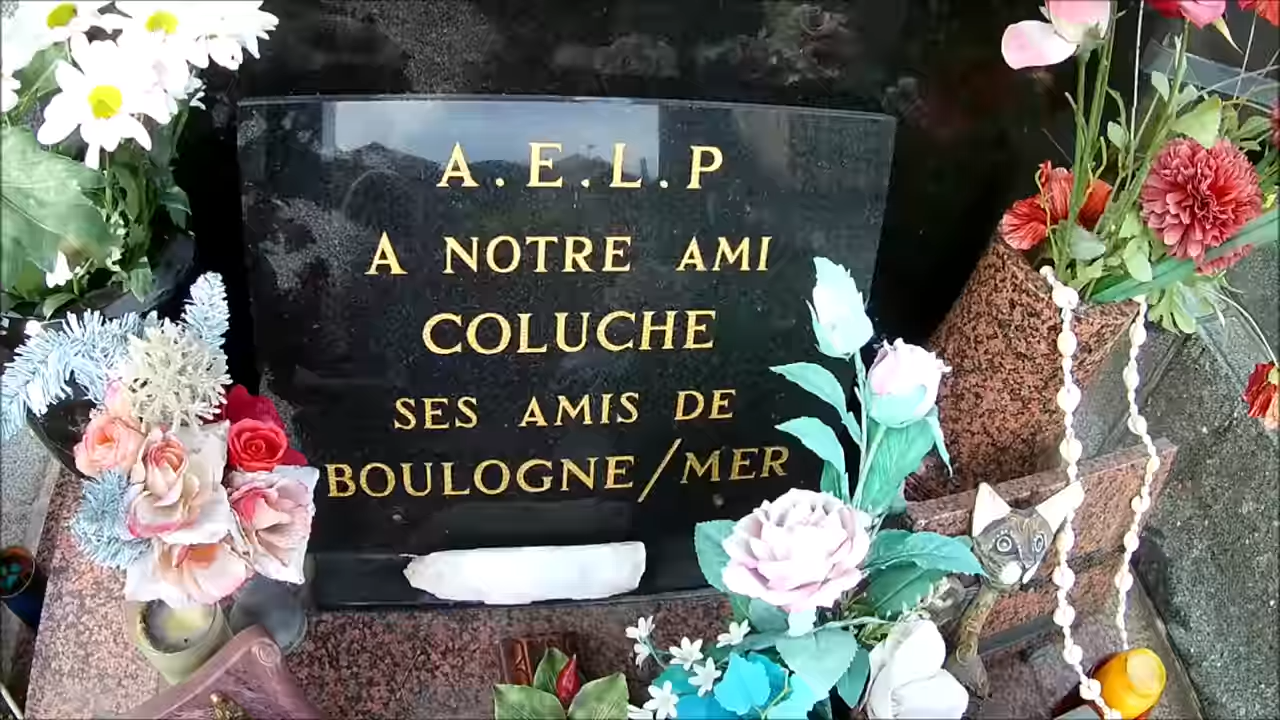 A.E.L.P
A NOTRE AMI
COLUCHE
SES AMIS DE
BOULOGNE/MER